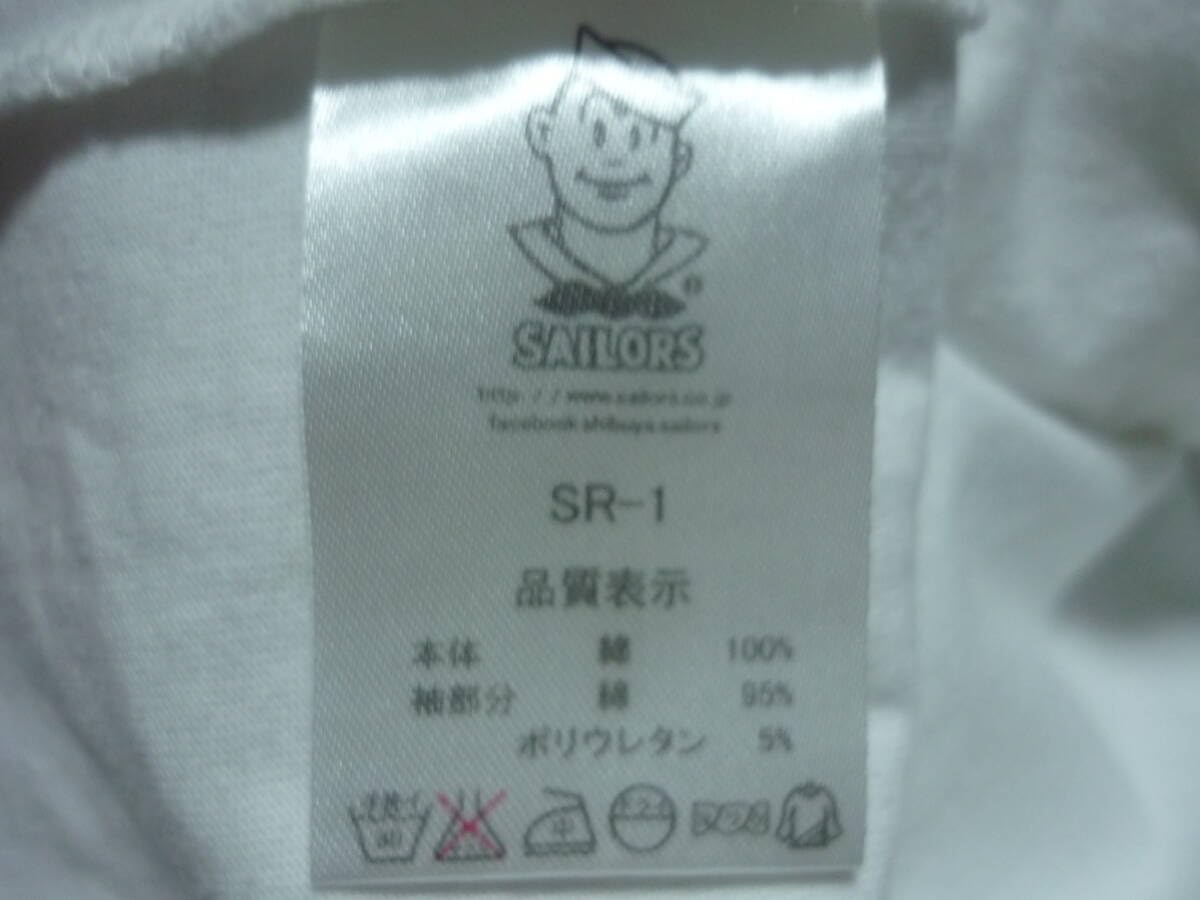 SAILORS
http://www.sailors.co.jp
facebook shibuya.sailors
SR-1
品質表示
本体 綿 100%
袖部分 綿 95%
ポリウレタン 5%
中